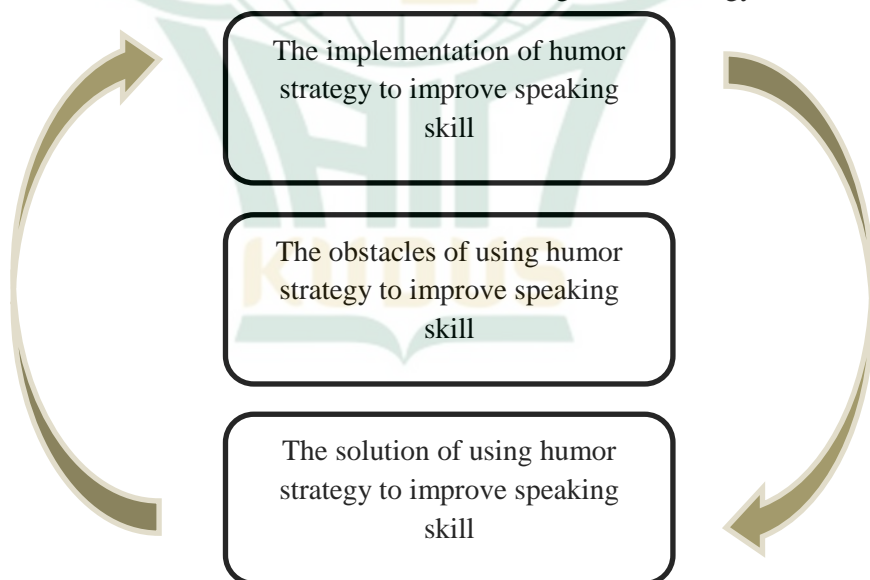 The implementation of humor
strategy to improve speaking
skill
The obstacles of using humor
strategy to improve speaking
skill
The solution of using humor
strategy to improve speaking
skill
KUDUS